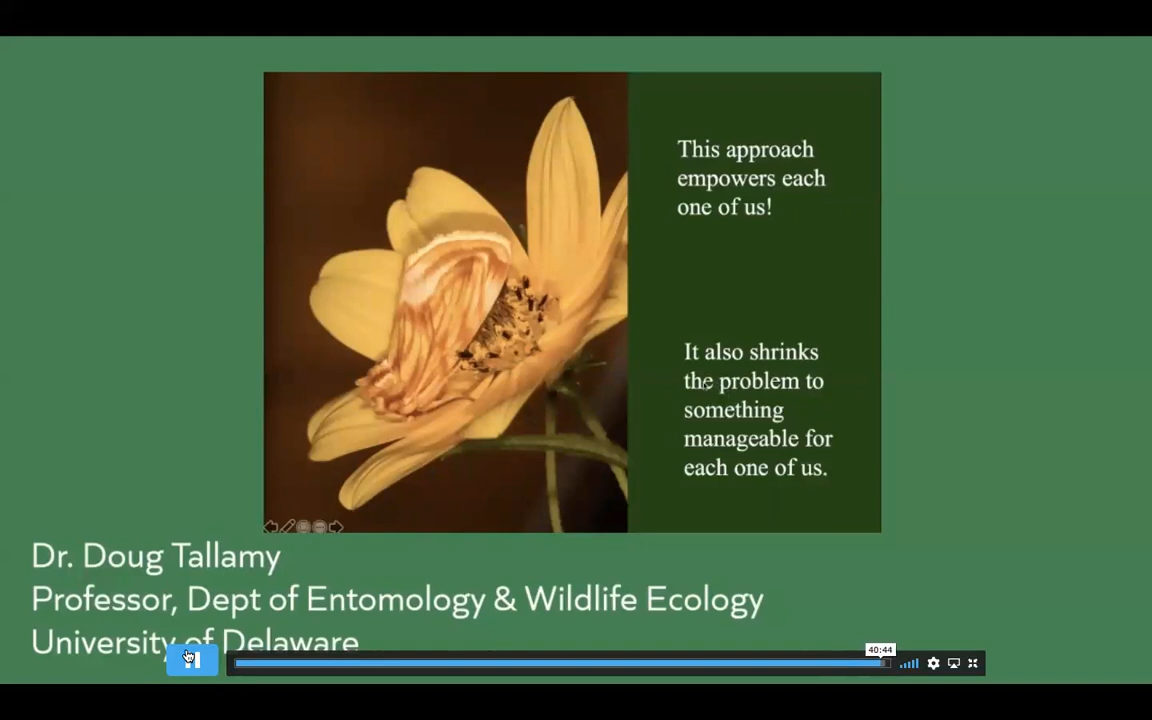 This approach
empowers each
one of us!
It also shrinks
the problem to
something
manageable for
each one of us.
Dr. Doug Tallamy
Professor, Dept of Entomology & Wildlife Ecology
University of Delaware
40:44